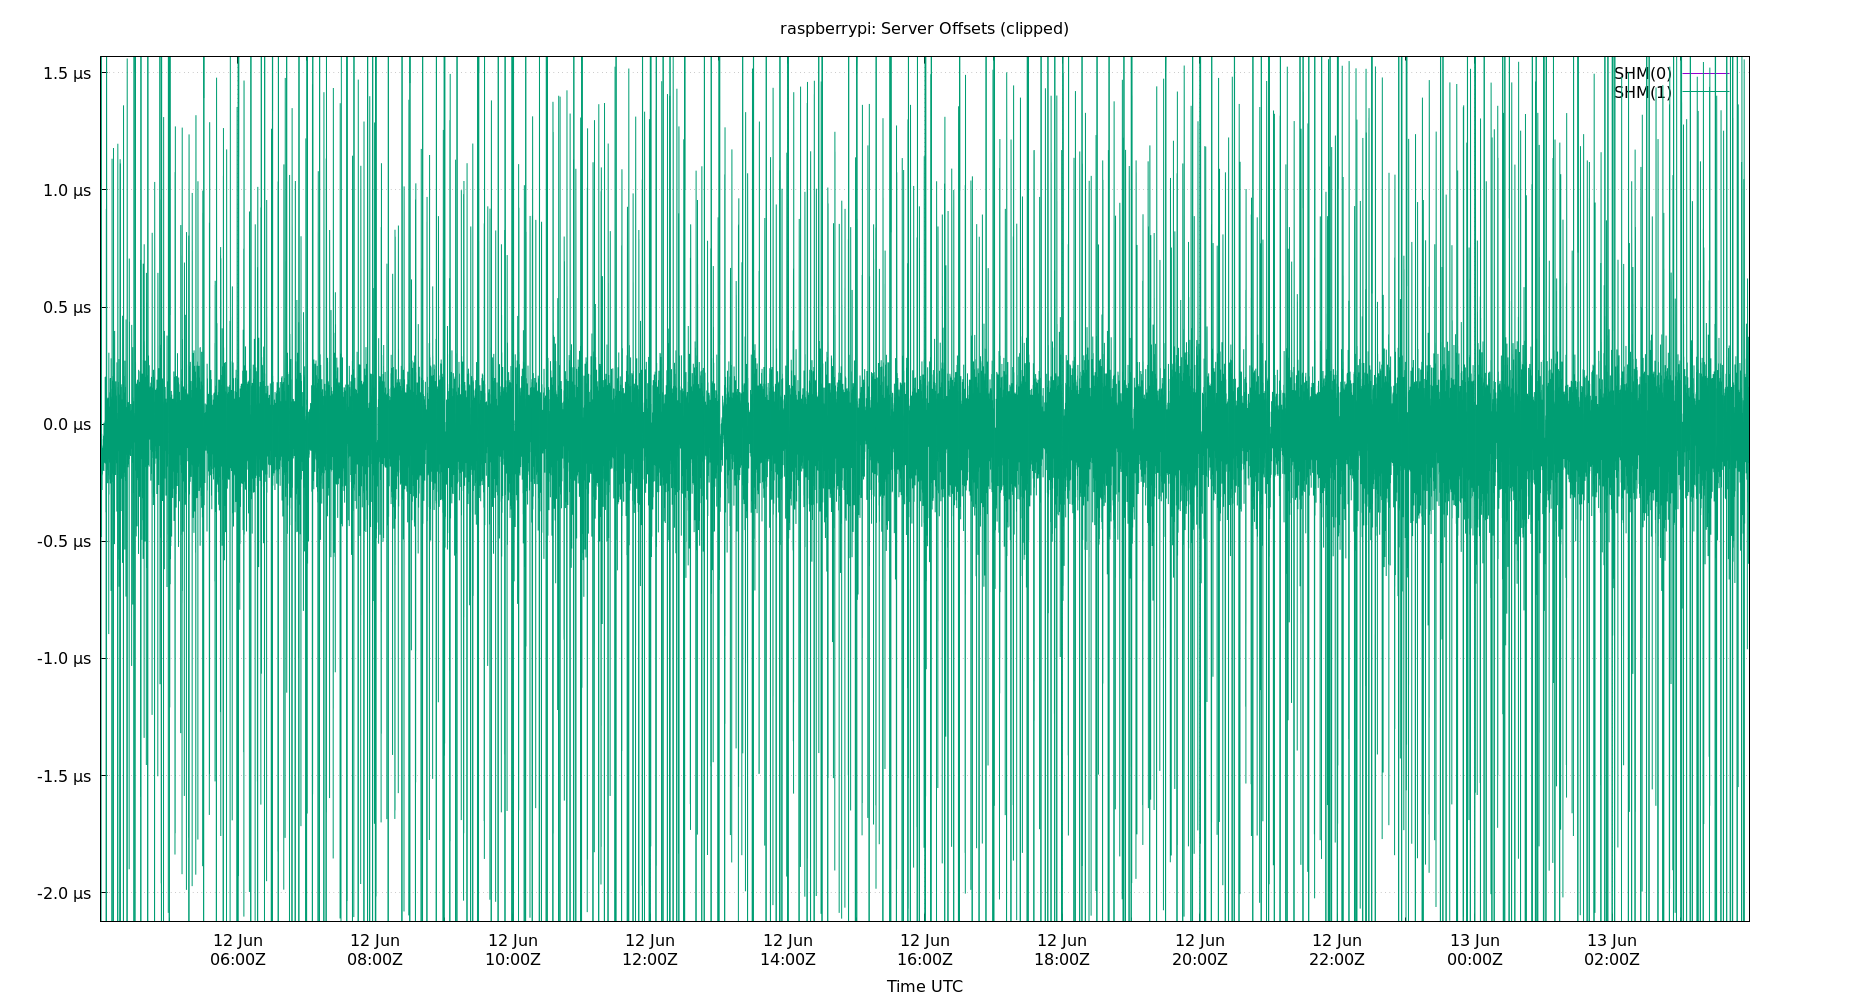 raspberrypi: Server Offsets (clipped)
1.5 µs
1.0 µs
0.5 µs
0.0 µs
-0.5 µs
-1.0 µs
-1.5 µs
-2.0 µs
SHM(0)
SHM(1)
12 Jun 12 Jun 12 Jun 12 Jun 12 Jun 12 Jun 12 Jun 12 Jun 12 Jun 13 Jun 13 Jun
06:00Z 08:00Z 10:00Z 12:00Z 14:00Z 16:00Z 18:00Z 20:00Z 22:00Z 00:00Z 02:00Z
Time UTC